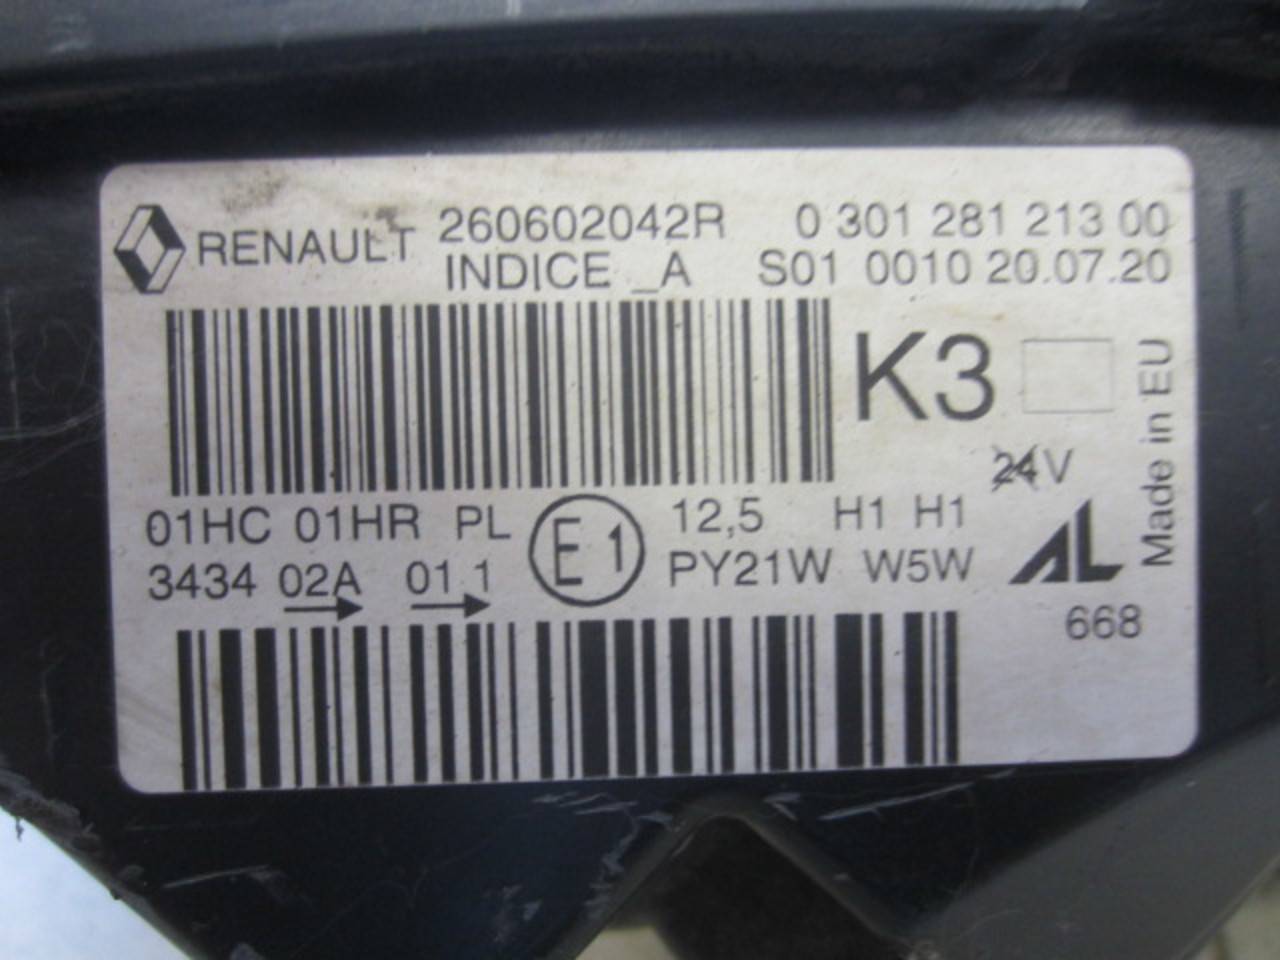 RENAULT 260602042R 0 301 281 213 00
INDICE _A S01 0010 20.07.20
K3
24V
Made in EU
01HC 01HR PL E1 12,5 H1 H1
3434 02A 01 1 PY21W W5W
AL
668